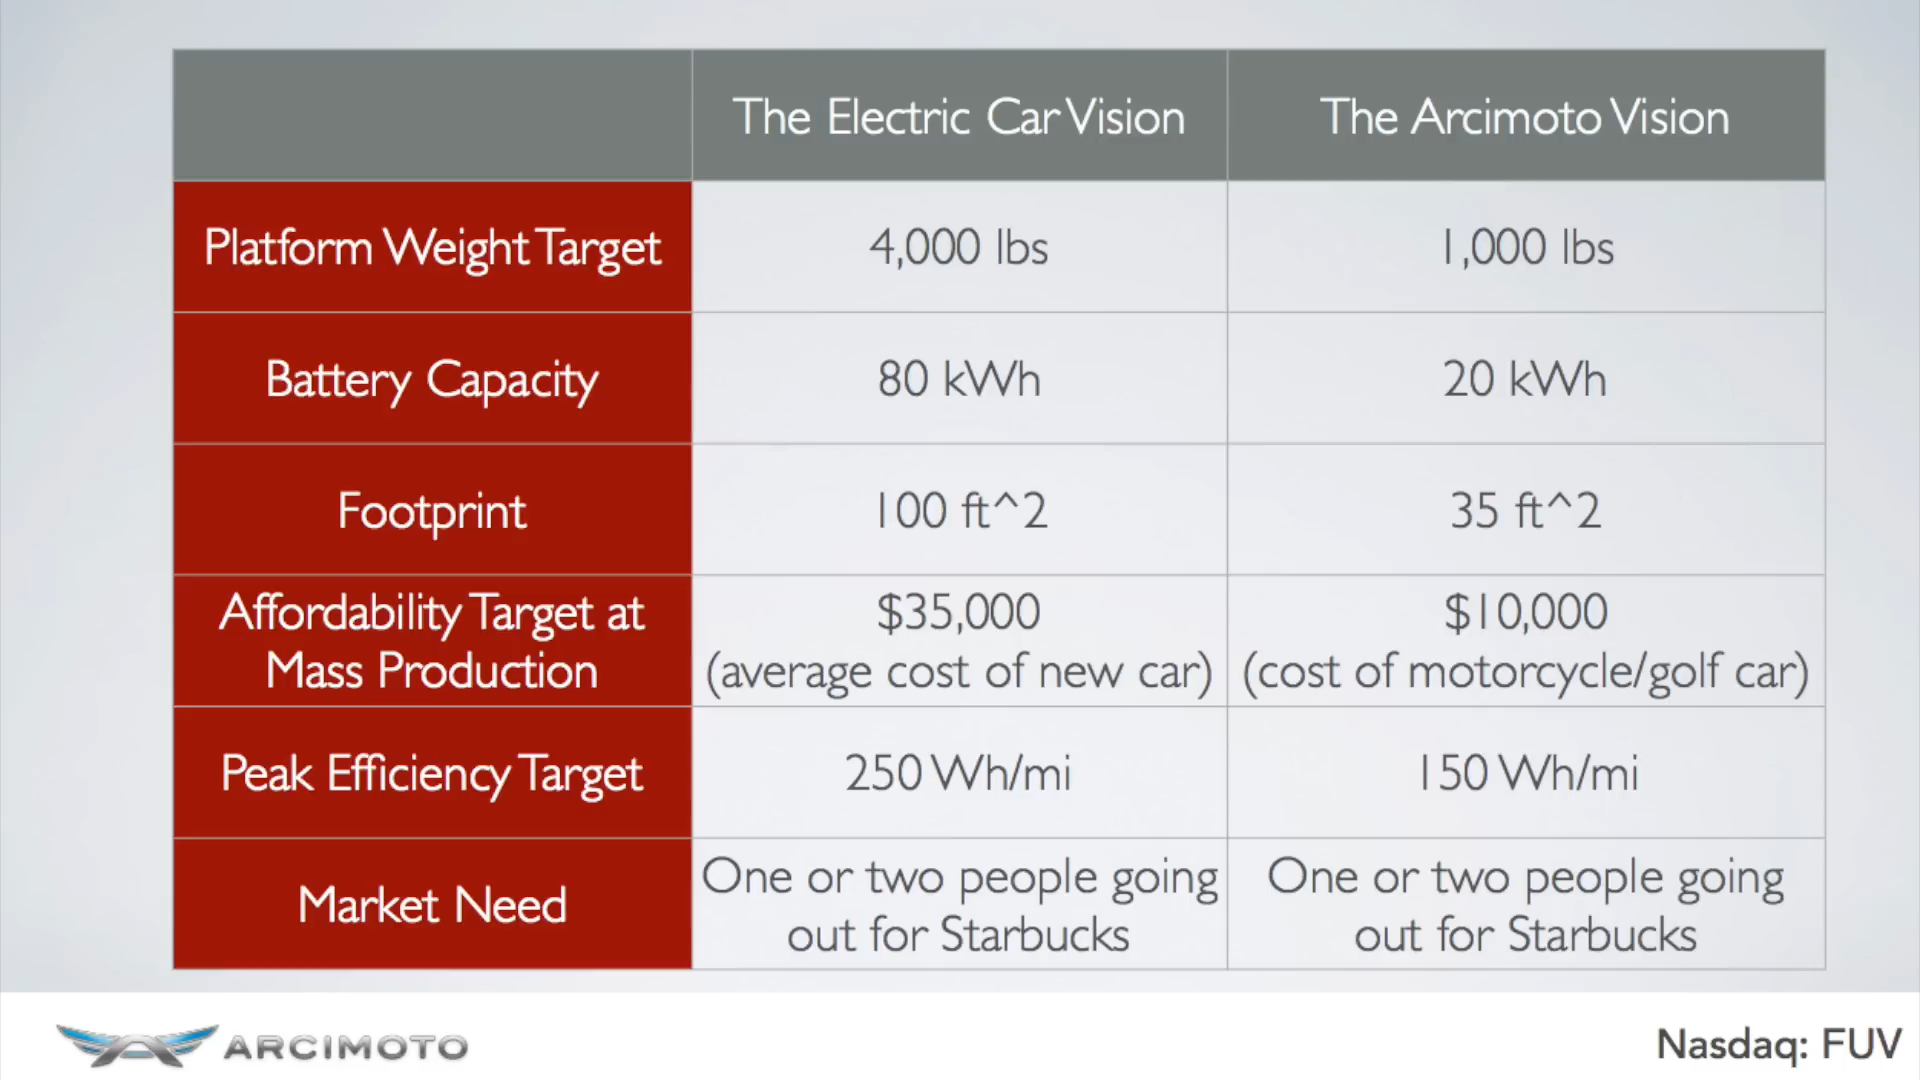 The Electric Car Vision
The Arcimoto Vision
Platform Weight Target
4,000 lbs
1,000 lbs
Battery Capacity
80 kWh
20 kWh
Footprint
100 ft^2
35 ft^2
Affordability Target at
Mass Production
$35,000
(average cost of new car)
$10,000
(cost of motorcycle/golf car)
Peak Efficiency Target
250 Wh/mi
150 Wh/mi
Market Need
One or two people going
out for Starbucks
One or two people going
out for Starbucks
ARCIMOTO
Nasdaq: FUV